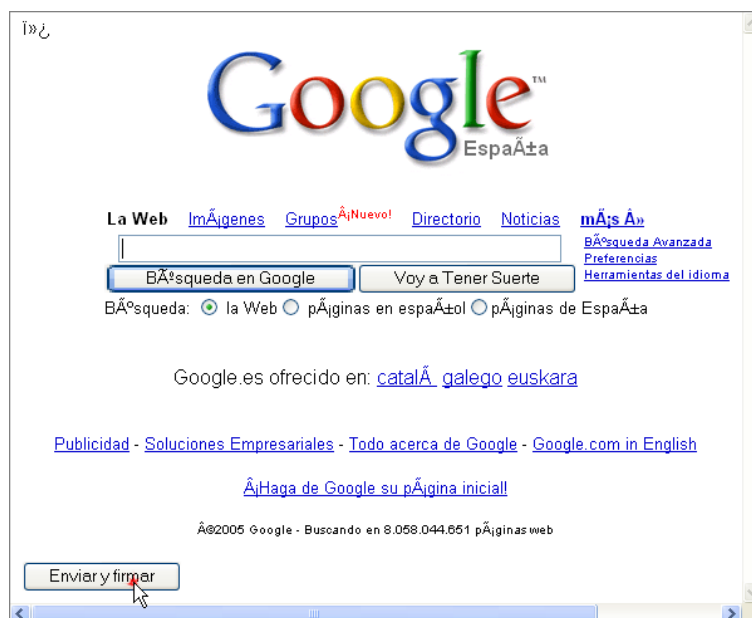 ï»¿
Google™
EspaÃ±a
La Web ImÃ¡genes Grupos Â¡Nuevo! Directorio Noticias mÃ¡s Â»
BÃºsqueda Avanzada
Preferencias
Herramientas del idioma
BÃºsqueda en Google Voy a Tener Suerte
BÃºsqueda: la Web pÃ¡ginas en espaÃ±ol pÃ¡ginas de EspaÃ±a
Google.es ofrecido en: catalÃ  galego euskara
Publicidad - Soluciones Empresariales - Todo acerca de Google - Google.com in English
Â¡Haga de Google su pÃ¡gina inicial!
Â©2005 Google - Buscando en 8.058.044.651 pÃ¡ginas web
Enviar y firmar